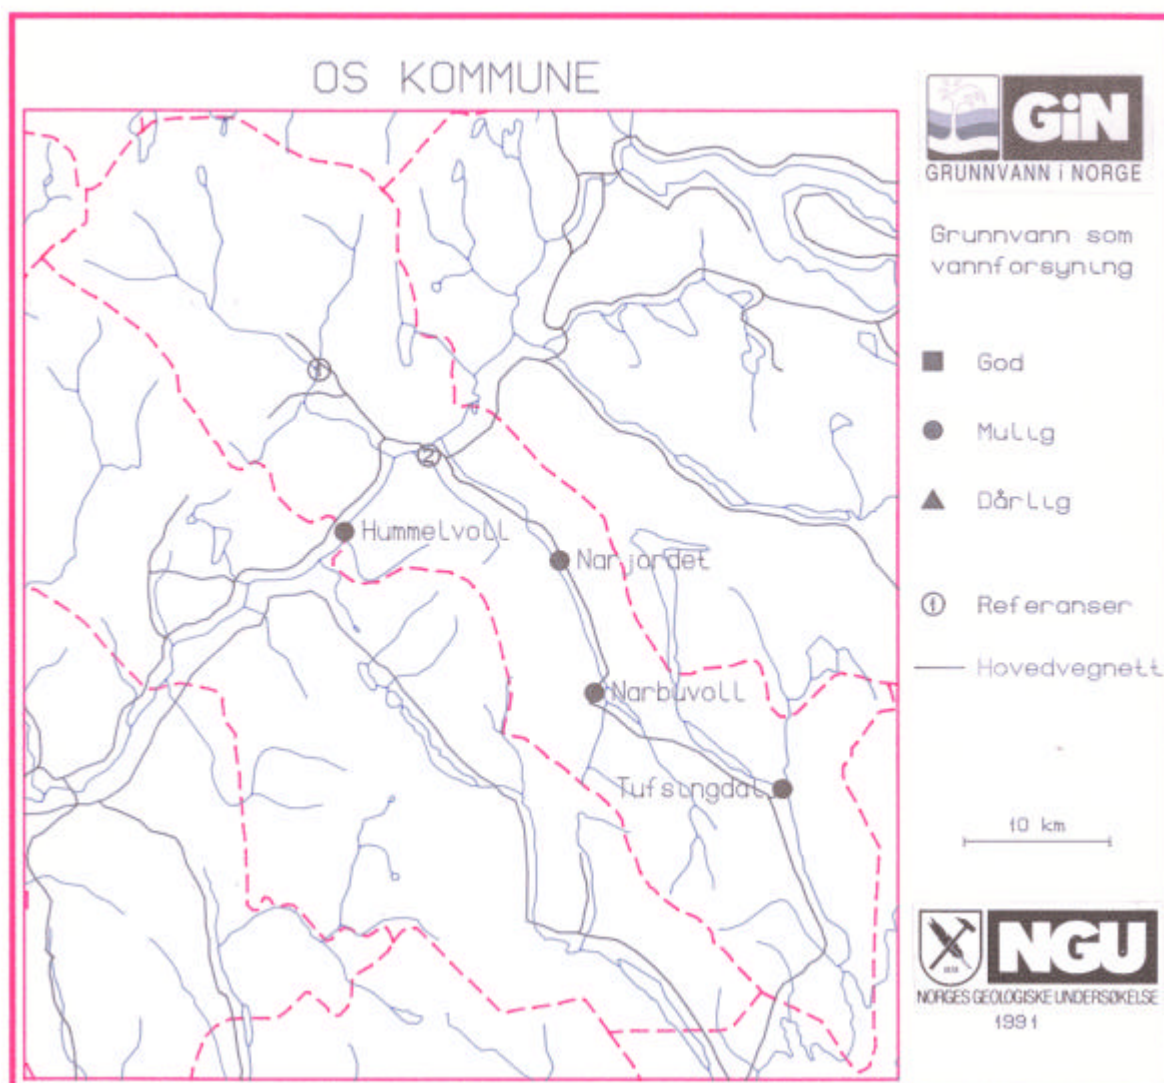 OS KOMMUNE
GiN
GRUNNVANN i NORGE
Grunnvann som
vannforsyning
God
Mulig
Dårlig
1 Referanser
Hovedvegnett
10 km
NGU
NORGES GEOLOGISKE UNDERSØKELSE
1991
1
2
Hummelvoll
Narjordet
Narbuvoll
Tufsingdal